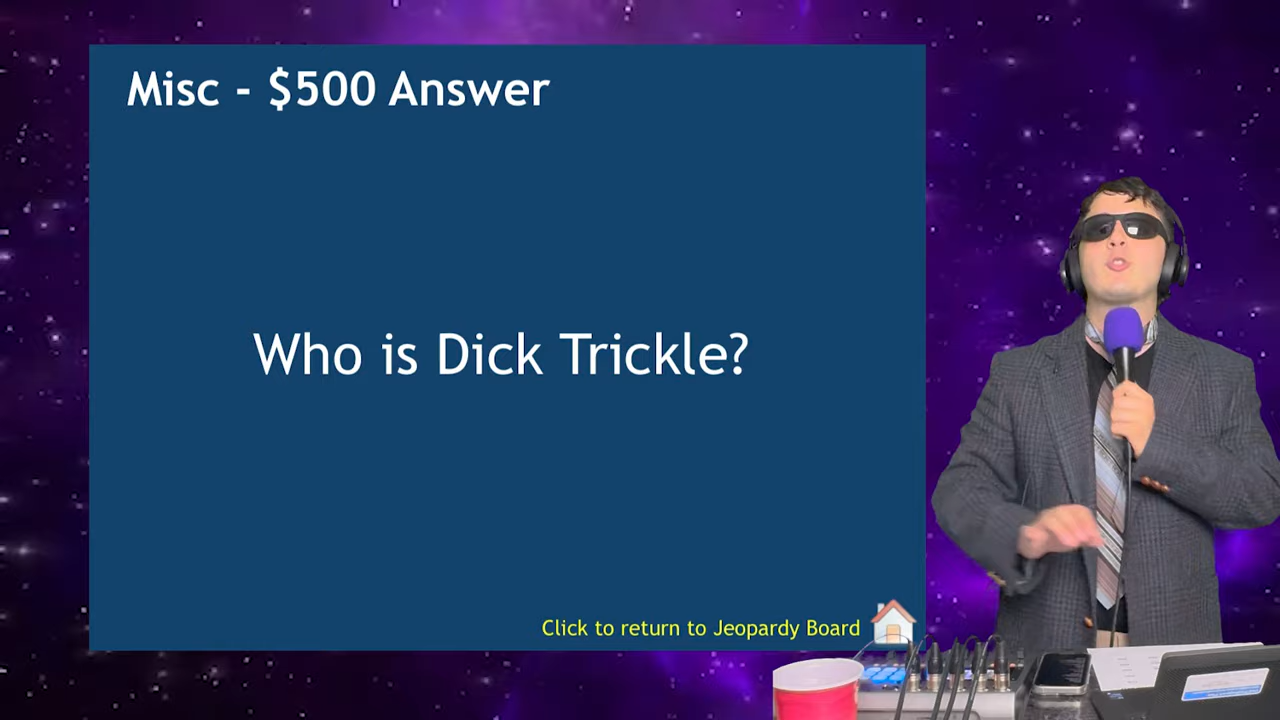 Misc - $500 Answer
Who is Dick Trickle?
Click to return to Jeopardy Board